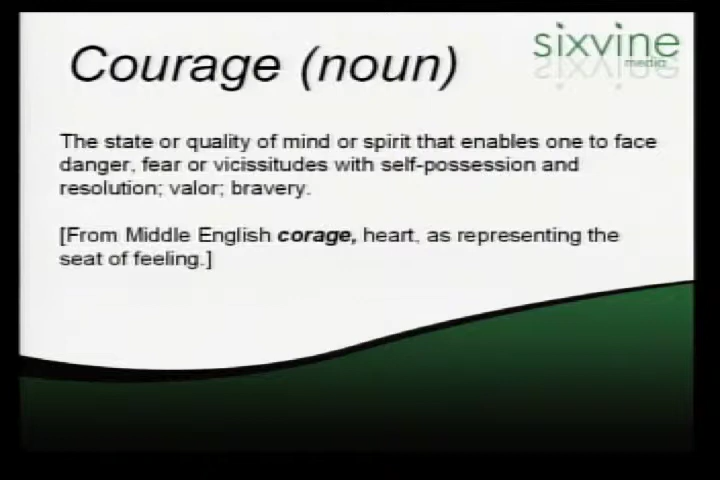 sixvine
media
Courage (noun)
The state or quality of mind or spirit that enables one to face
danger, fear or vicissitudes with self-possession and
resolution; valor; bravery.
[From Middle English corage, heart, as representing the
seat of feeling.]